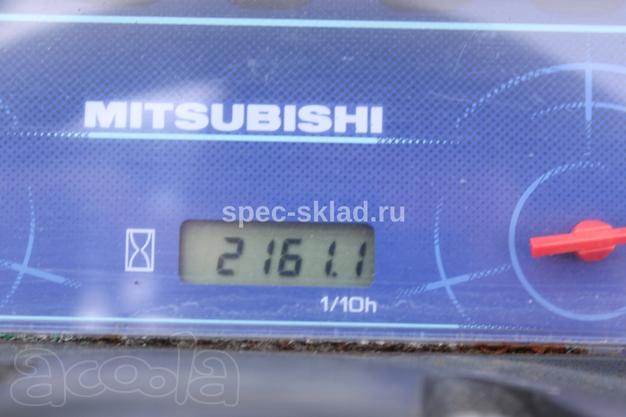 MITSUBISHI
spec-sklad.ru
2161.1
1/10h
acoola